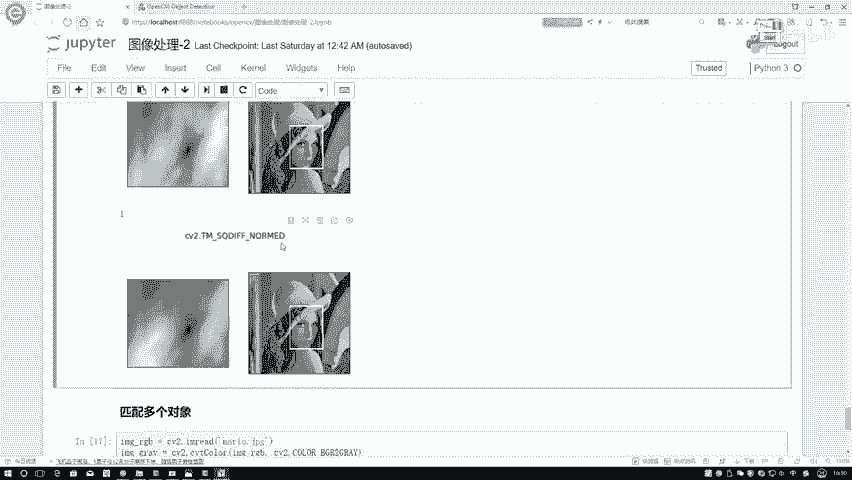 图像处理-2
OpenCV Object Detection
http://localhost:8888/notebooks/opencv/图像处理/图像处理-2.ipynb
jupyter 图像处理-2 Last Checkpoint: Last Saturday at 12:42 AM (autosaved)
Logout
File Edit View Insert Cell Kernel Widgets Help
Trusted
Python 3
Code
1
cv2.TM_SQDIFF_NORMED
匹配多个对象
In [17]: img_rgb = cv2.imread('mario.jpg')
img_gray = cv2.cvtColor(img_rgb, cv2.COLOR_BGR2GRAY)
16:50